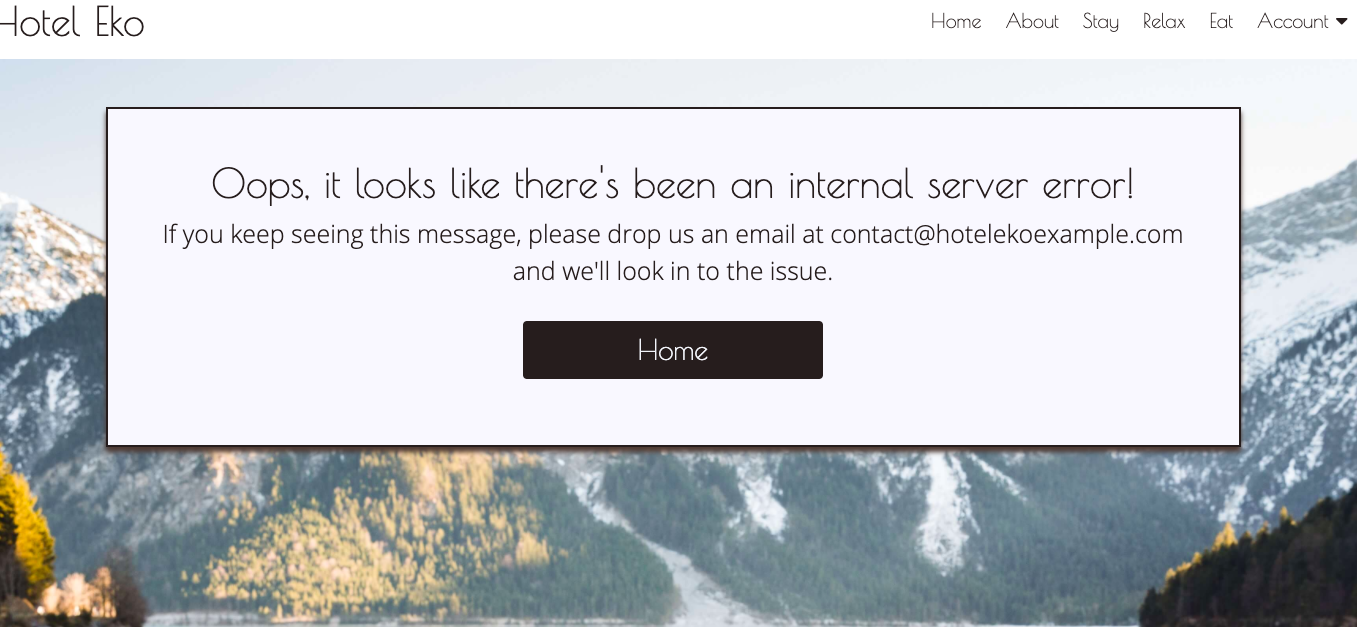 Hotel Eko
Home About Stay Relax Eat Account
Oops, it looks like there's been an internal server error!
If you keep seeing this message, please drop us an email at contact@hotelekoexample.com
and we'll look in to the issue.
Home